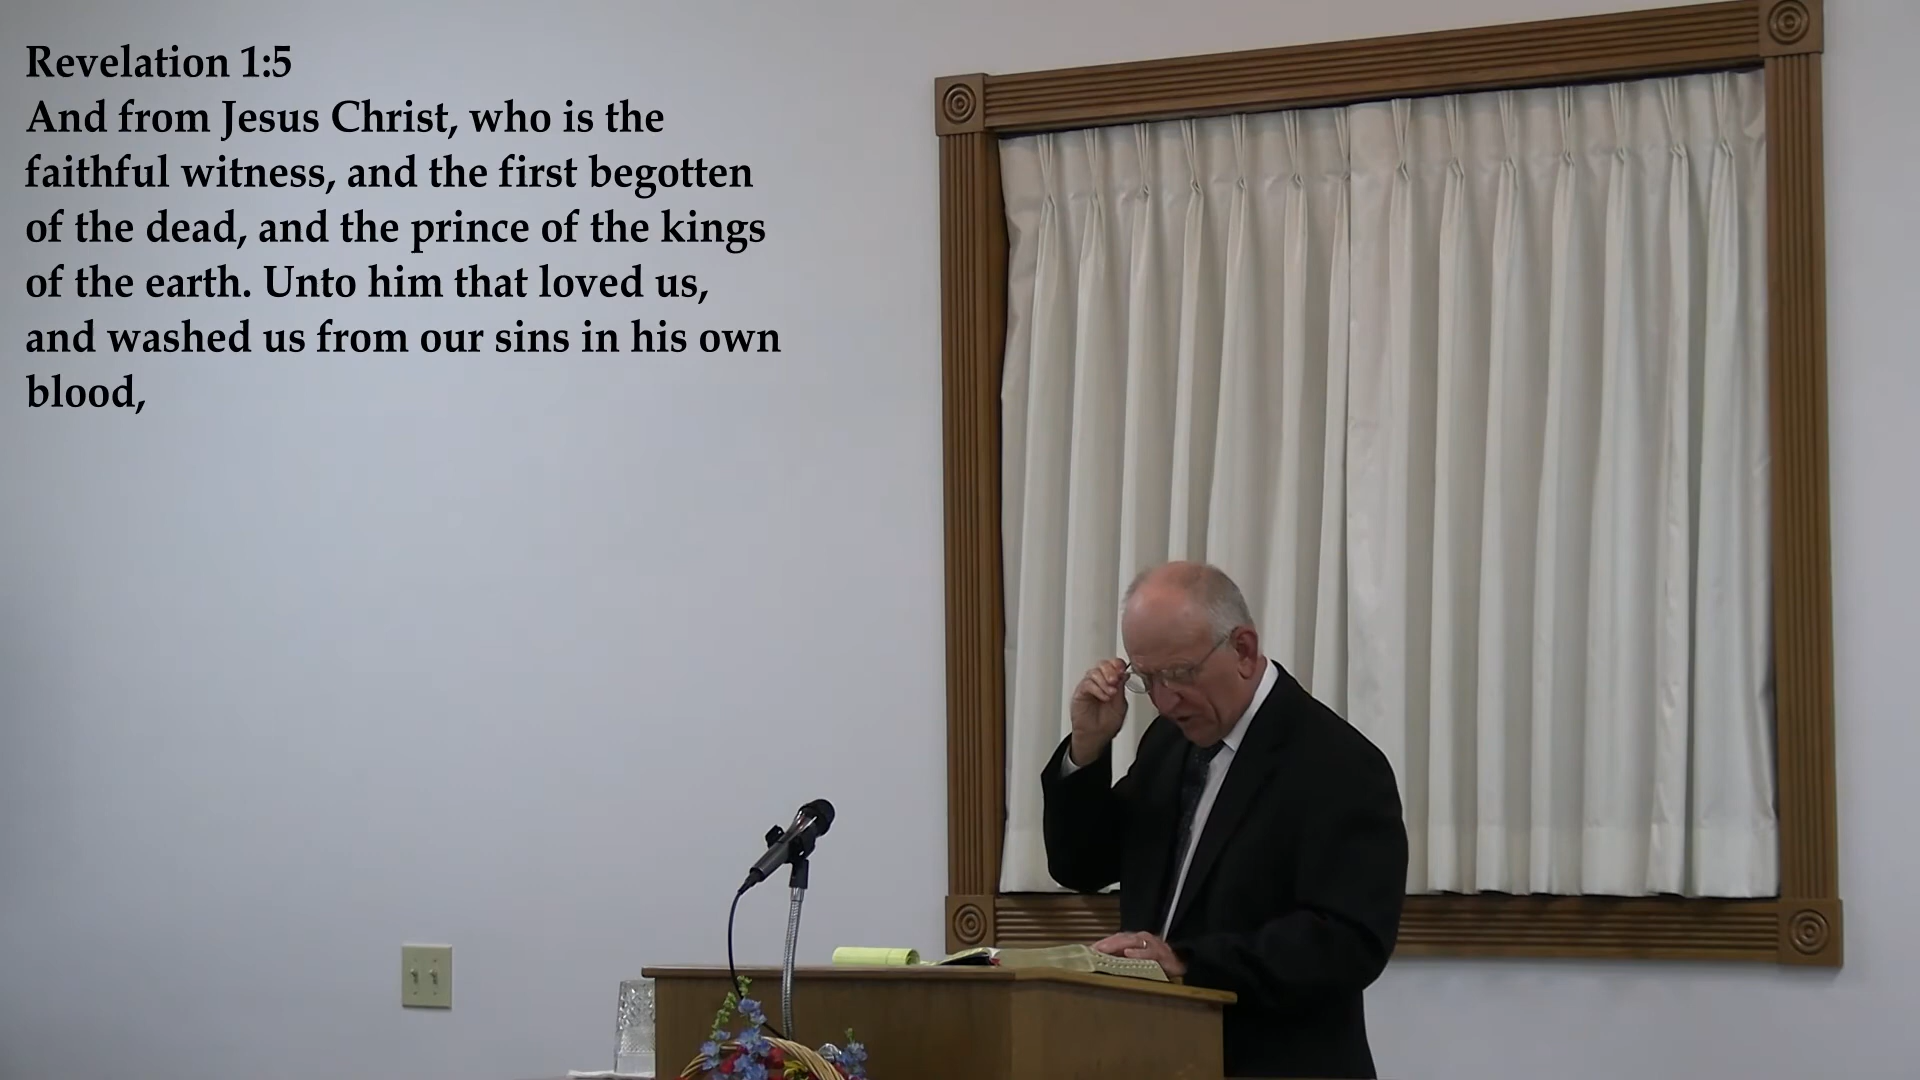 Revelation 1:5
And from Jesus Christ, who is the
faithful witness, and the first begotten
of the dead, and the prince of the kings
of the earth. Unto him that loved us,
and washed us from our sins in his own
blood,